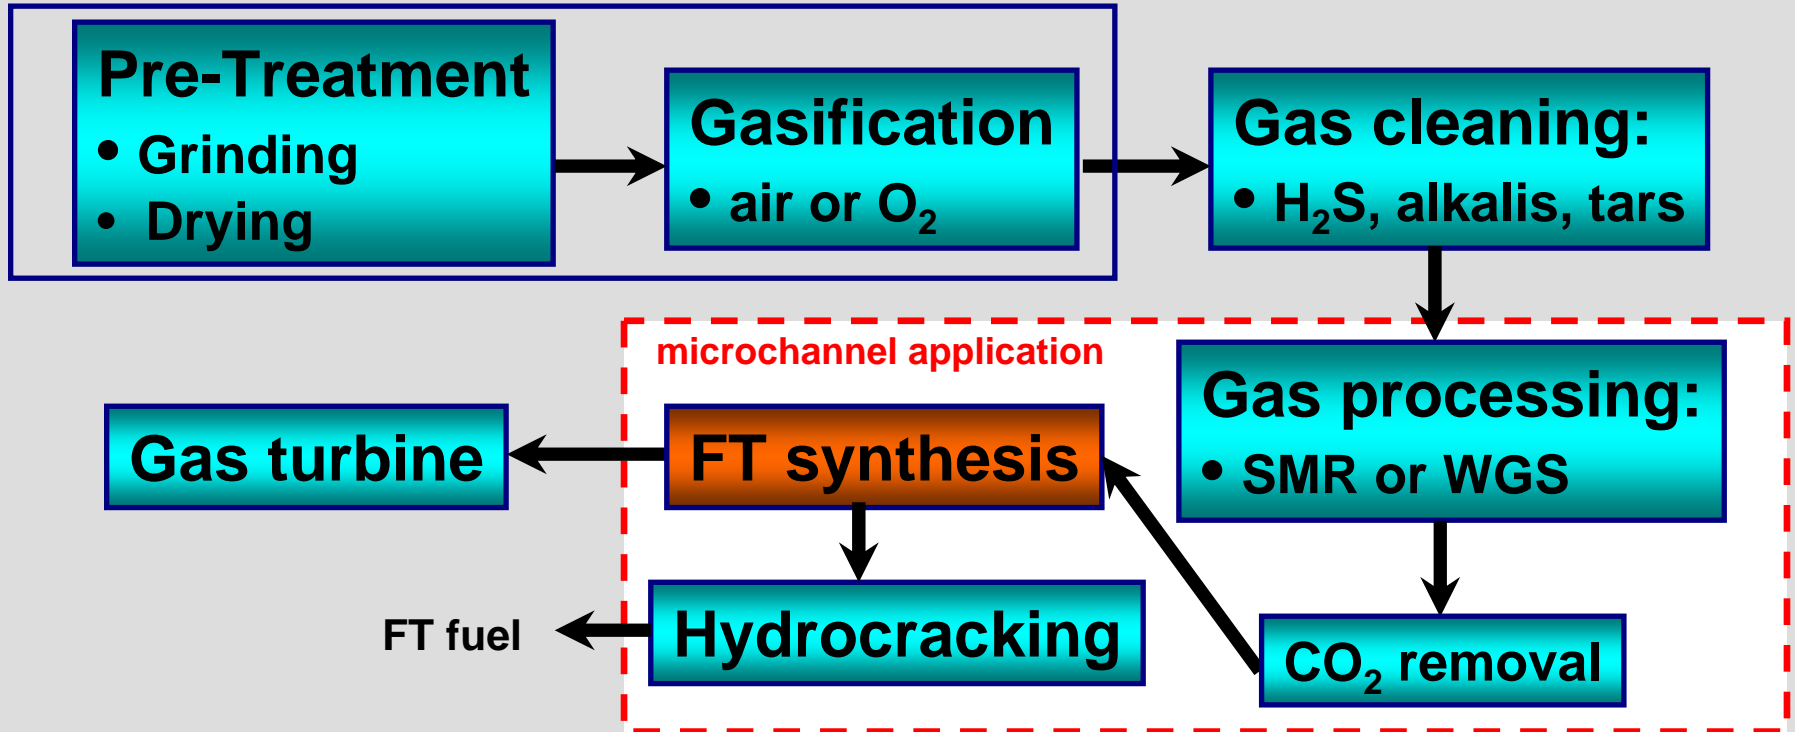 Pre-Treatment
• Grinding
• Drying
Gasification
• air or O₂
Gas cleaning:
• H₂S, alkalis, tars
microchannel application
Gas processing:
• SMR or WGS
Gas turbine
FT synthesis
FT fuel
Hydrocracking
CO₂ removal